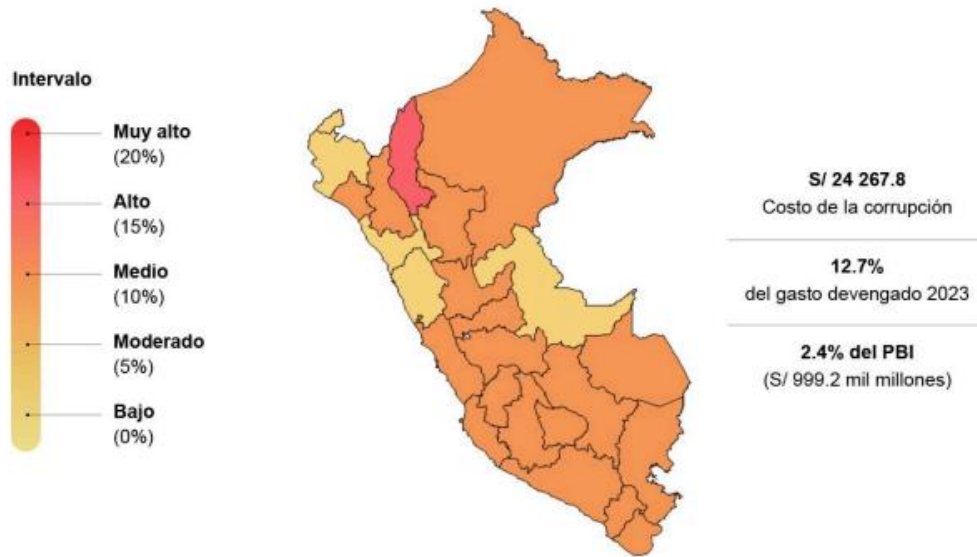 Intervalo
Muy alto
(20%)
Alto
(15%)
Medio
(10%)
Moderado
(5%)
Bajo
(0%)
S/ 24 267.8
Costo de la corrupción
12.7%
del gasto devengado 2023
2.4% del PBI
(S/ 999.2 mil millones)